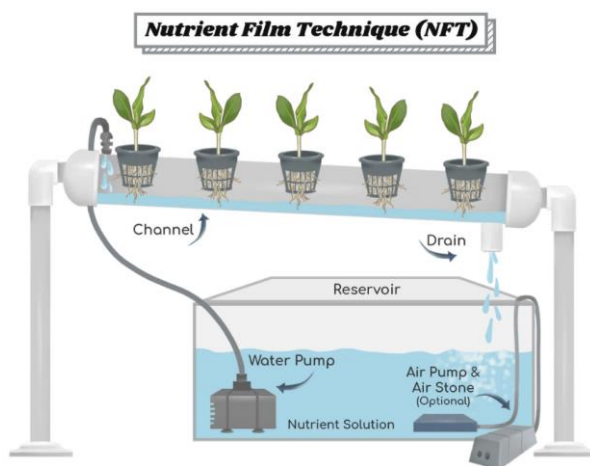 Nutrient Film Technique (NFT)
Channel
Drain
Reservoir
Water Pump
Air Pump &
Air Stone
(Optional)
Nutrient Solution